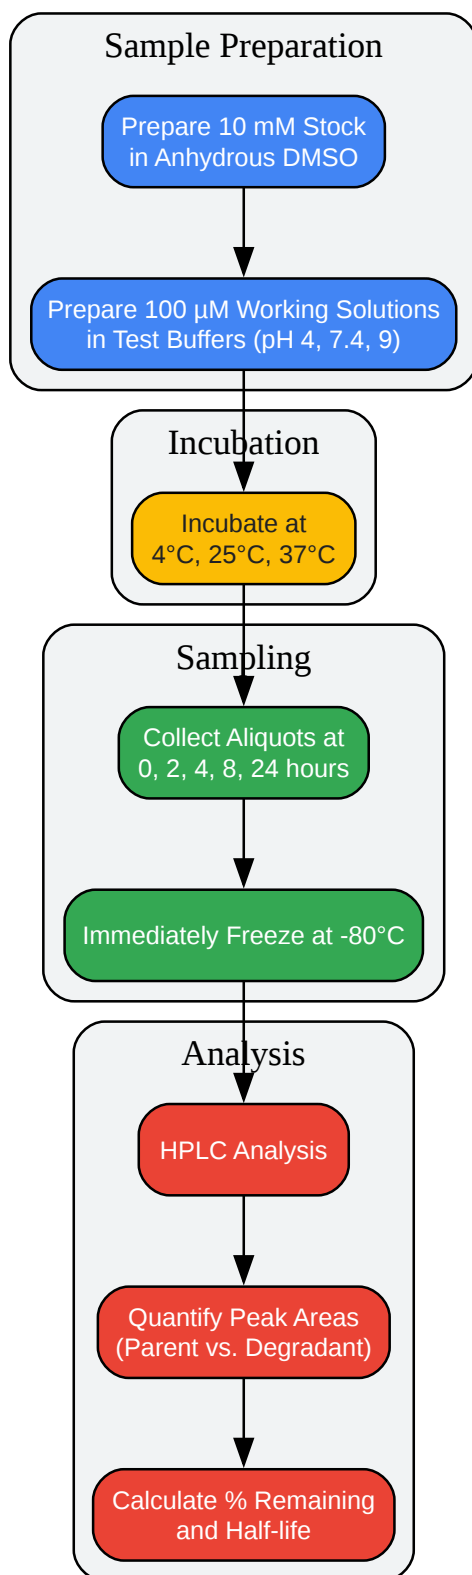 Sample Preparation
Prepare 10 mM Stock
in Anhydrous DMSO
Prepare 100 µM Working Solutions
in Test Buffers (pH 4, 7.4, 9)
Incubation
Incubate at
4°C, 25°C, 37°C
Sampling
Collect Aliquots at
0, 2, 4, 8, 24 hours
Immediately Freeze at -80°C
Analysis
HPLC Analysis
Quantify Peak Areas
(Parent vs. Degradant)
Calculate % Remaining
and Half-life